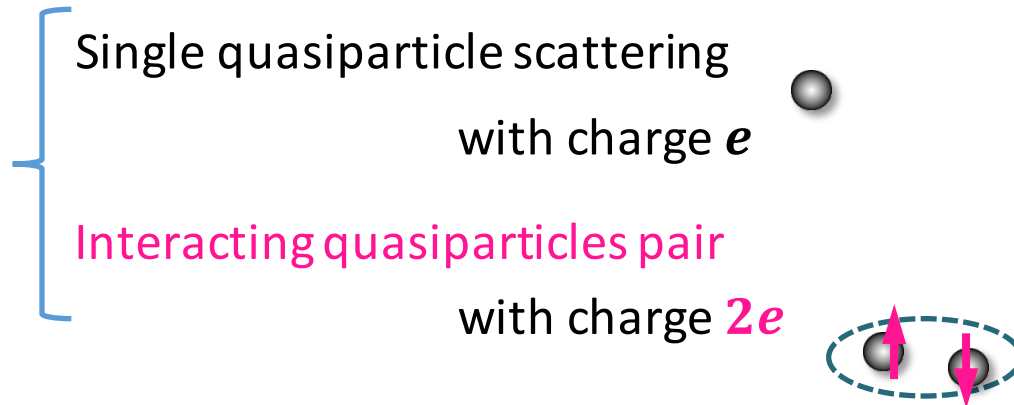 Single quasiparticle scattering
with charge e
Interacting quasiparticles pair
with charge 2e